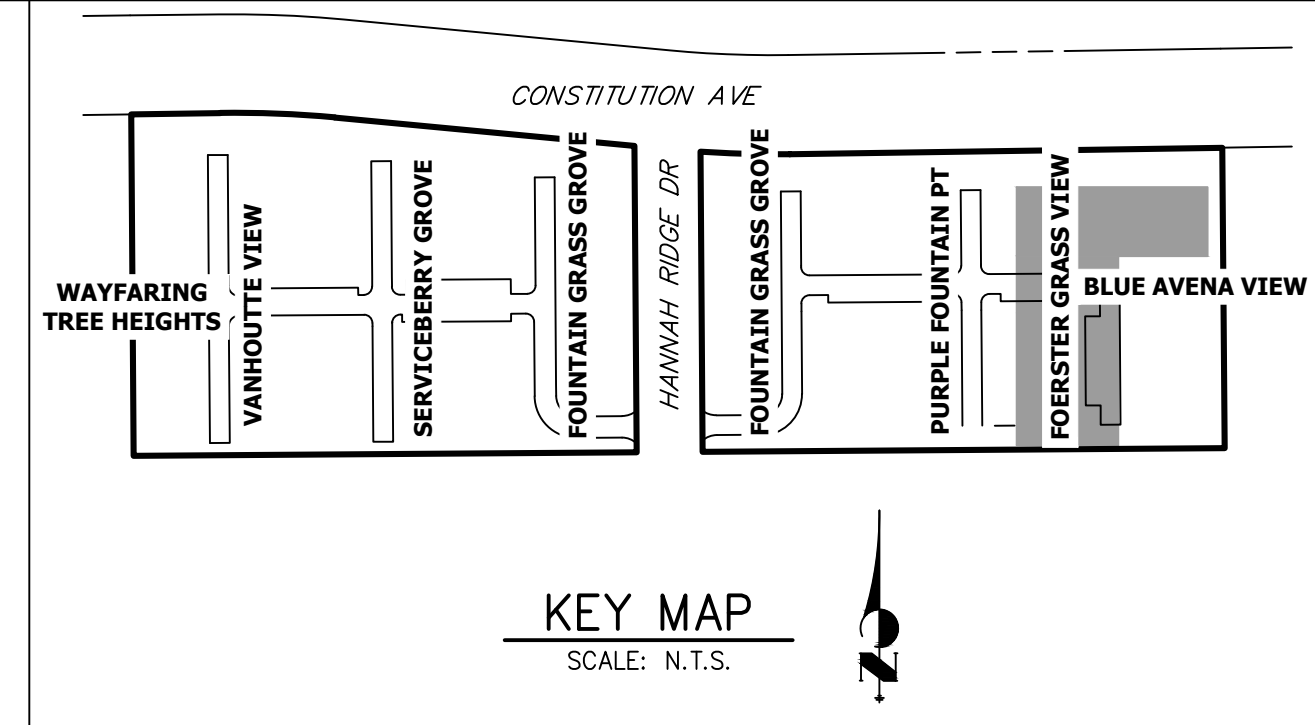 CONSTITUTION AVE
WAYFARING
TREE HEIGHTS
VANHOUTTE VIEW
SERVICEBERRY GROVE
FOUNTAIN GRASS GROVE
HANNAH RIDGE DR
FOUNTAIN GRASS GROVE
PURPLE FOUNTAIN PT
FOERSTER GRASS VIEW
BLUE AVENA VIEW
KEY MAP
SCALE: N.T.S.
N